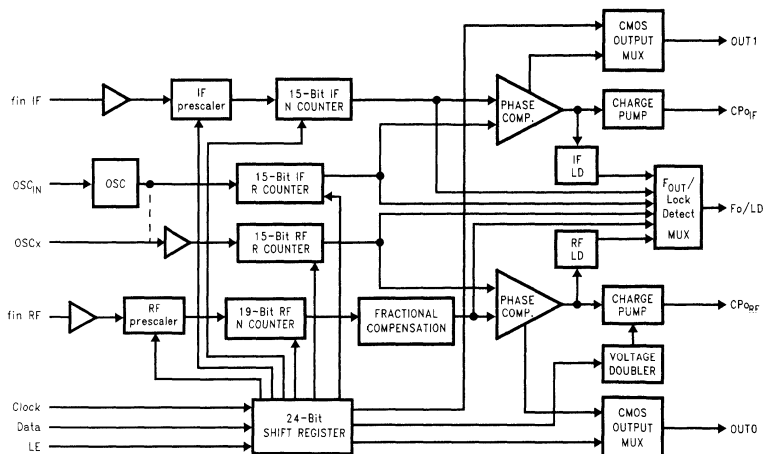 CMOS
OUTPUT
MUX
OUT1
fin IF
IF
prescaler
15-Bit IF
N COUNTER
PHASE
COMP.
CHARGE
PUMP
CPoIF
IF
LD
OSCIN
OSC
15-Bit IF
R COUNTER
FOUT/
Lock
Detect
MUX
Fo/LD
OSCx
15-Bit RF
R COUNTER
RF
LD
fin RF
RF
prescaler
19-Bit RF
N COUNTER
FRACTIONAL
COMPENSATION
PHASE
COMP.
CHARGE
PUMP
CPoRF
VOLTAGE
DOUBLER
Clock
Data
LE
24-Bit
SHIFT REGISTER
CMOS
OUTPUT
MUX
OUT0